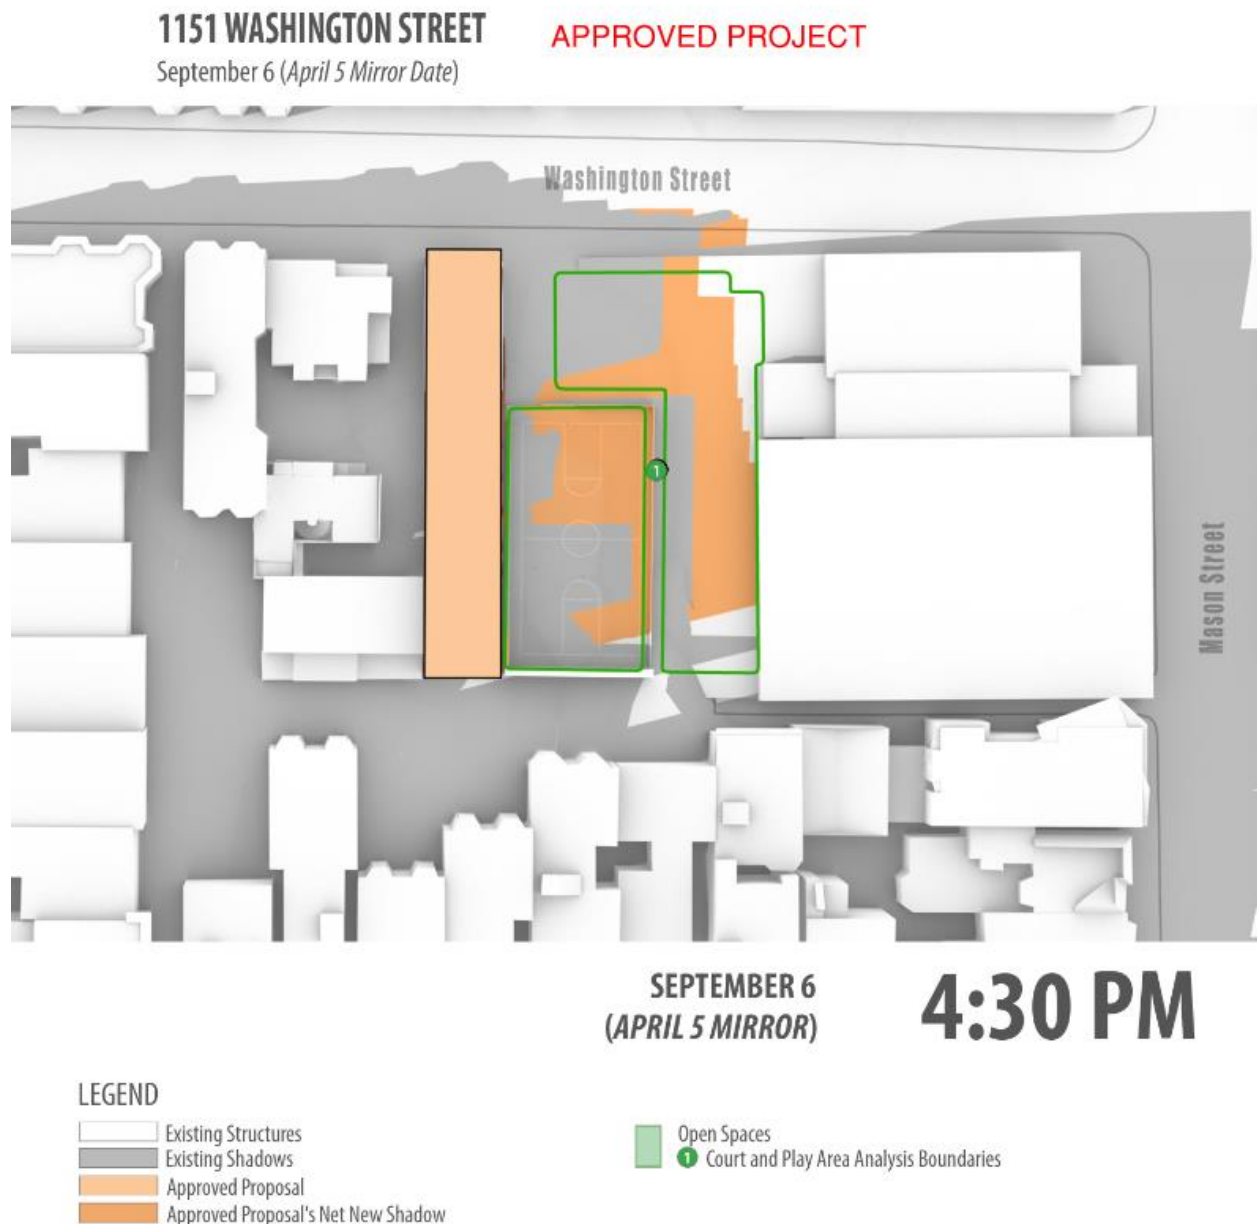 1151 WASHINGTON STREET
APPROVED PROJECT
September 6 (April 5 Mirror Date)
Washington Street
1
Mason Street
SEPTEMBER 6
(APRIL 5 MIRROR)
4:30 PM
LEGEND
Existing Structures
Existing Shadows
Approved Proposal
Approved Proposal's Net New Shadow
Open Spaces
1 Court and Play Area Analysis Boundaries